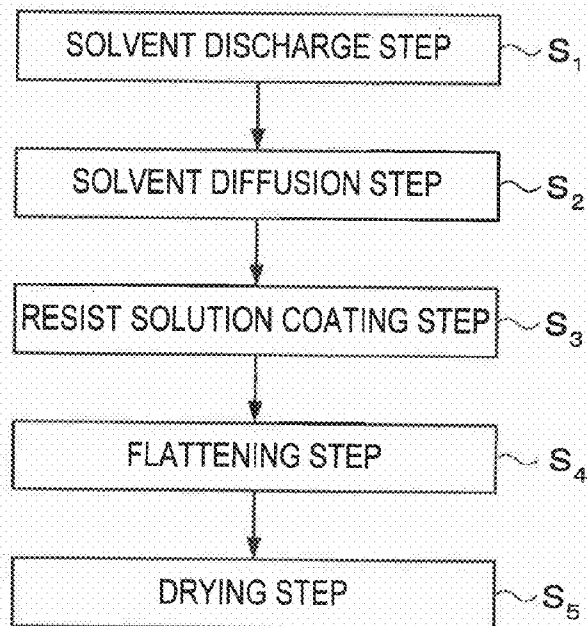 SOLVENT DISCHARGE STEP S₁
SOLVENT DIFFUSION STEP S₂
RESIST SOLUTION COATING STEP S₃
FLATTENING STEP S₄
DRYING STEP S₅